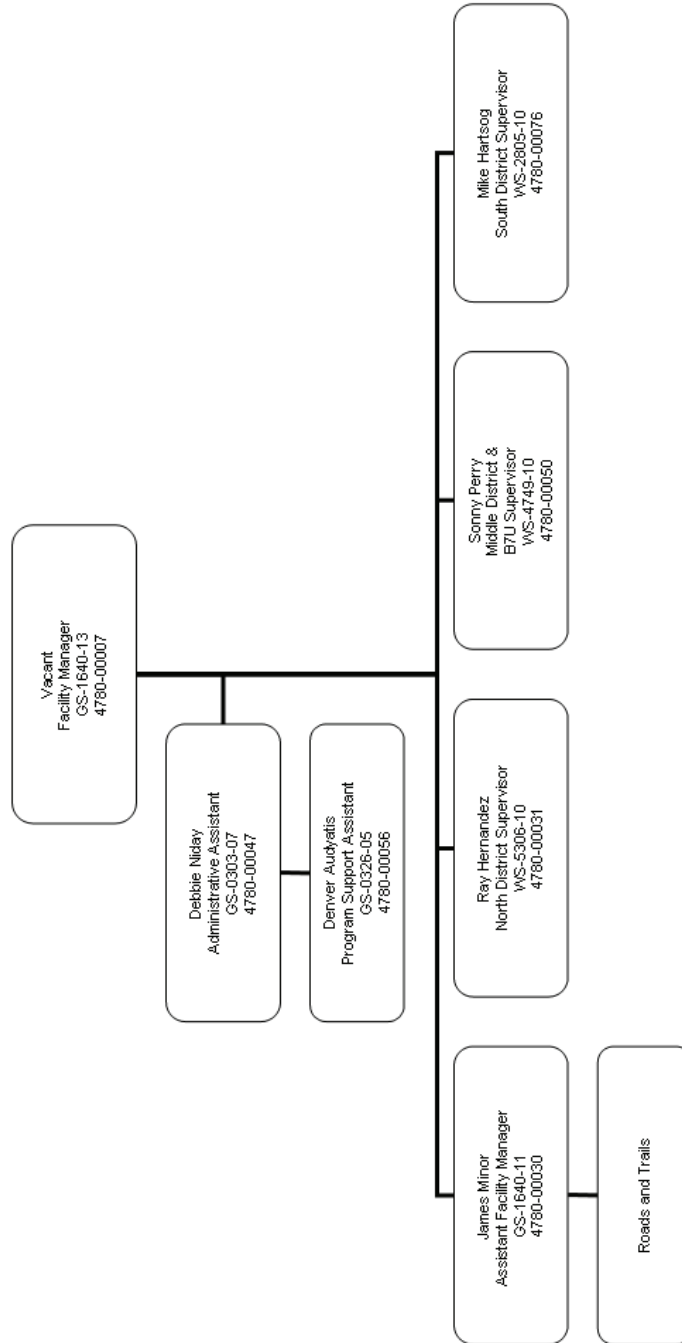 Vacant
Facility Manager
GS-1640-13
4780-00007
Debbie Niday
Administrative Assistant
GS-0303-07
4780-00047
Denver Audyatis
Program Support Assistant
GS-0326-05
4780-00056
James Minor
Assistant Facility Manager
GS-1640-11
4780-00030
Ray Hernandez
North District Supervisor
WS-5306-10
4780-00031
Sonny Perry
Middle District &
B7U Supervisor
WS-4749-10
4780-00050
Mike Hartsog
South District Supervisor
WS-2805-10
4780-00076
Roads and Trails